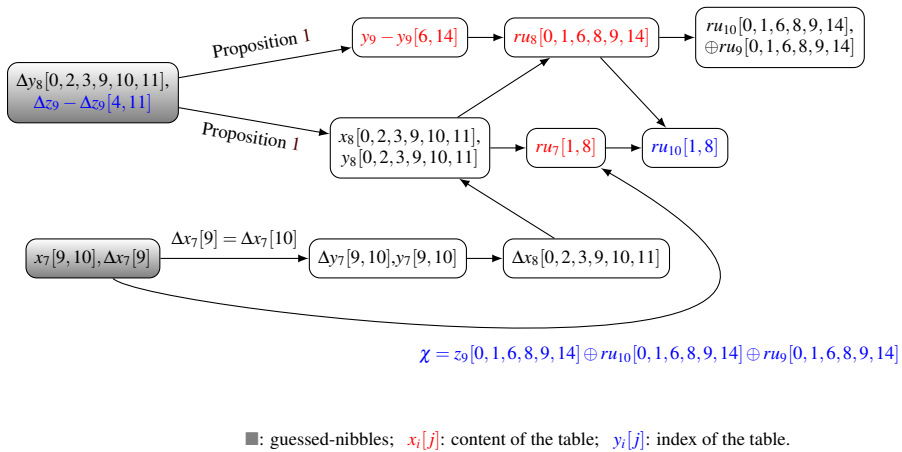 Proposition 1
y₉ − y₉[6,14]
ru₈[0,1,6,8,9,14]
ru₁₀[0,1,6,8,9,14],
⊕ru₉[0,1,6,8,9,14]
Δy₈[0,2,3,9,10,11],
Δz₉ − Δz₉[4,11]
Proposition 1
x₈[0,2,3,9,10,11],
y₈[0,2,3,9,10,11]
ru₇[1,8]
ru₁₀[1,8]
x₇[9,10],Δx₇[9]
Δx₇[9] = Δx₇[10]
Δy₇[9,10],y₇[9,10]
Δx₈[0,2,3,9,10,11]
χ = z₉[0,1,6,8,9,14] ⊕ ru₁₀[0,1,6,8,9,14] ⊕ ru₉[0,1,6,8,9,14]
■: guessed-nibbles; xᵢ[j]: content of the table; yᵢ[j]: index of the table.